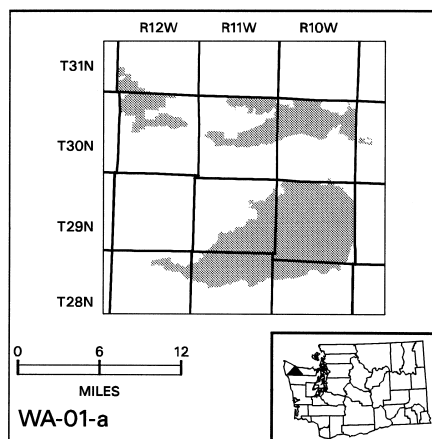 R12W R11W R10W
T31N
T30N
T29N
T28N
0 6 12
MILES
WA-01-a